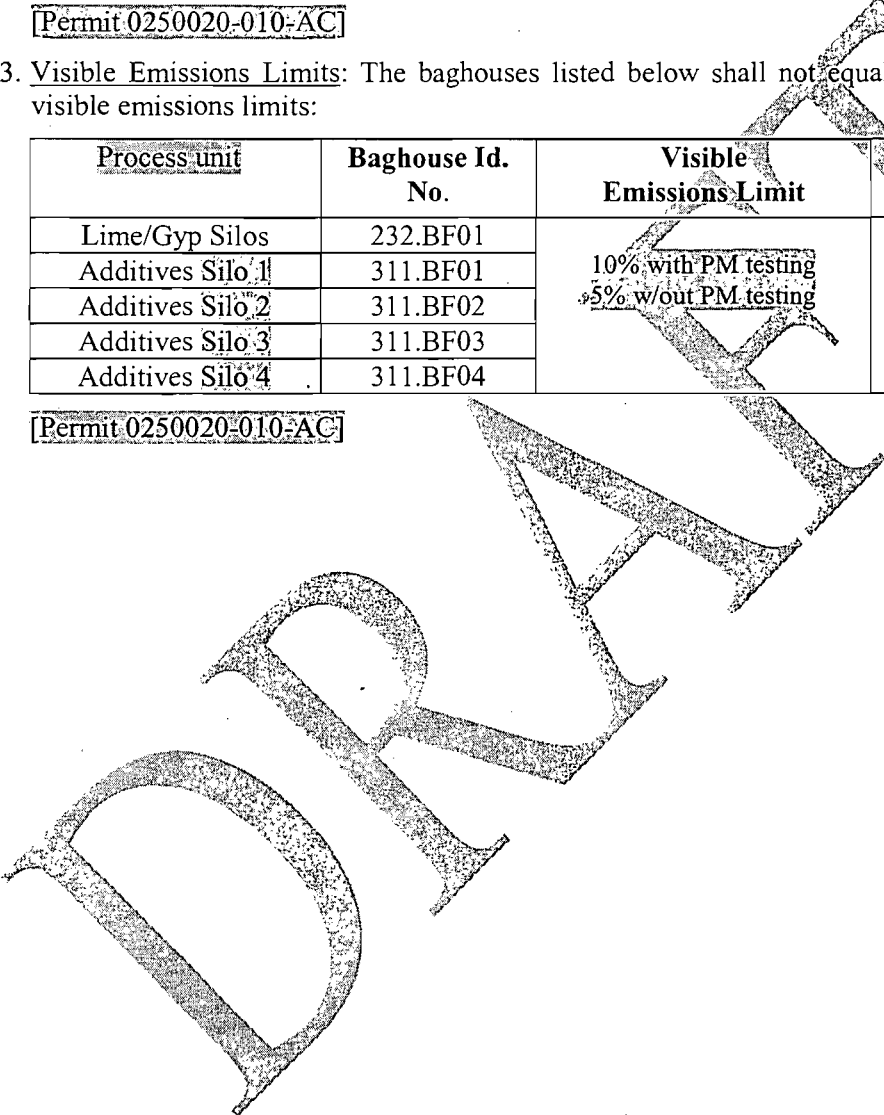 [Permit 0250020-010-AC]
3. Visible Emissions Limits: The baghouses listed below shall not equal
visible emissions limits:
Process unit Baghouse Id. No. Visible Emissions Limit
Lime/Gyp Silos 232.BF01
Additives Silo 1 311.BF01
10% with PM testing
5% w/out PM testing
Additives Silo 2 311.BF02
Additives Silo 3 311.BF03
Additives Silo 4 311.BF04
[Permit 0250020-010-AC]
DRAF